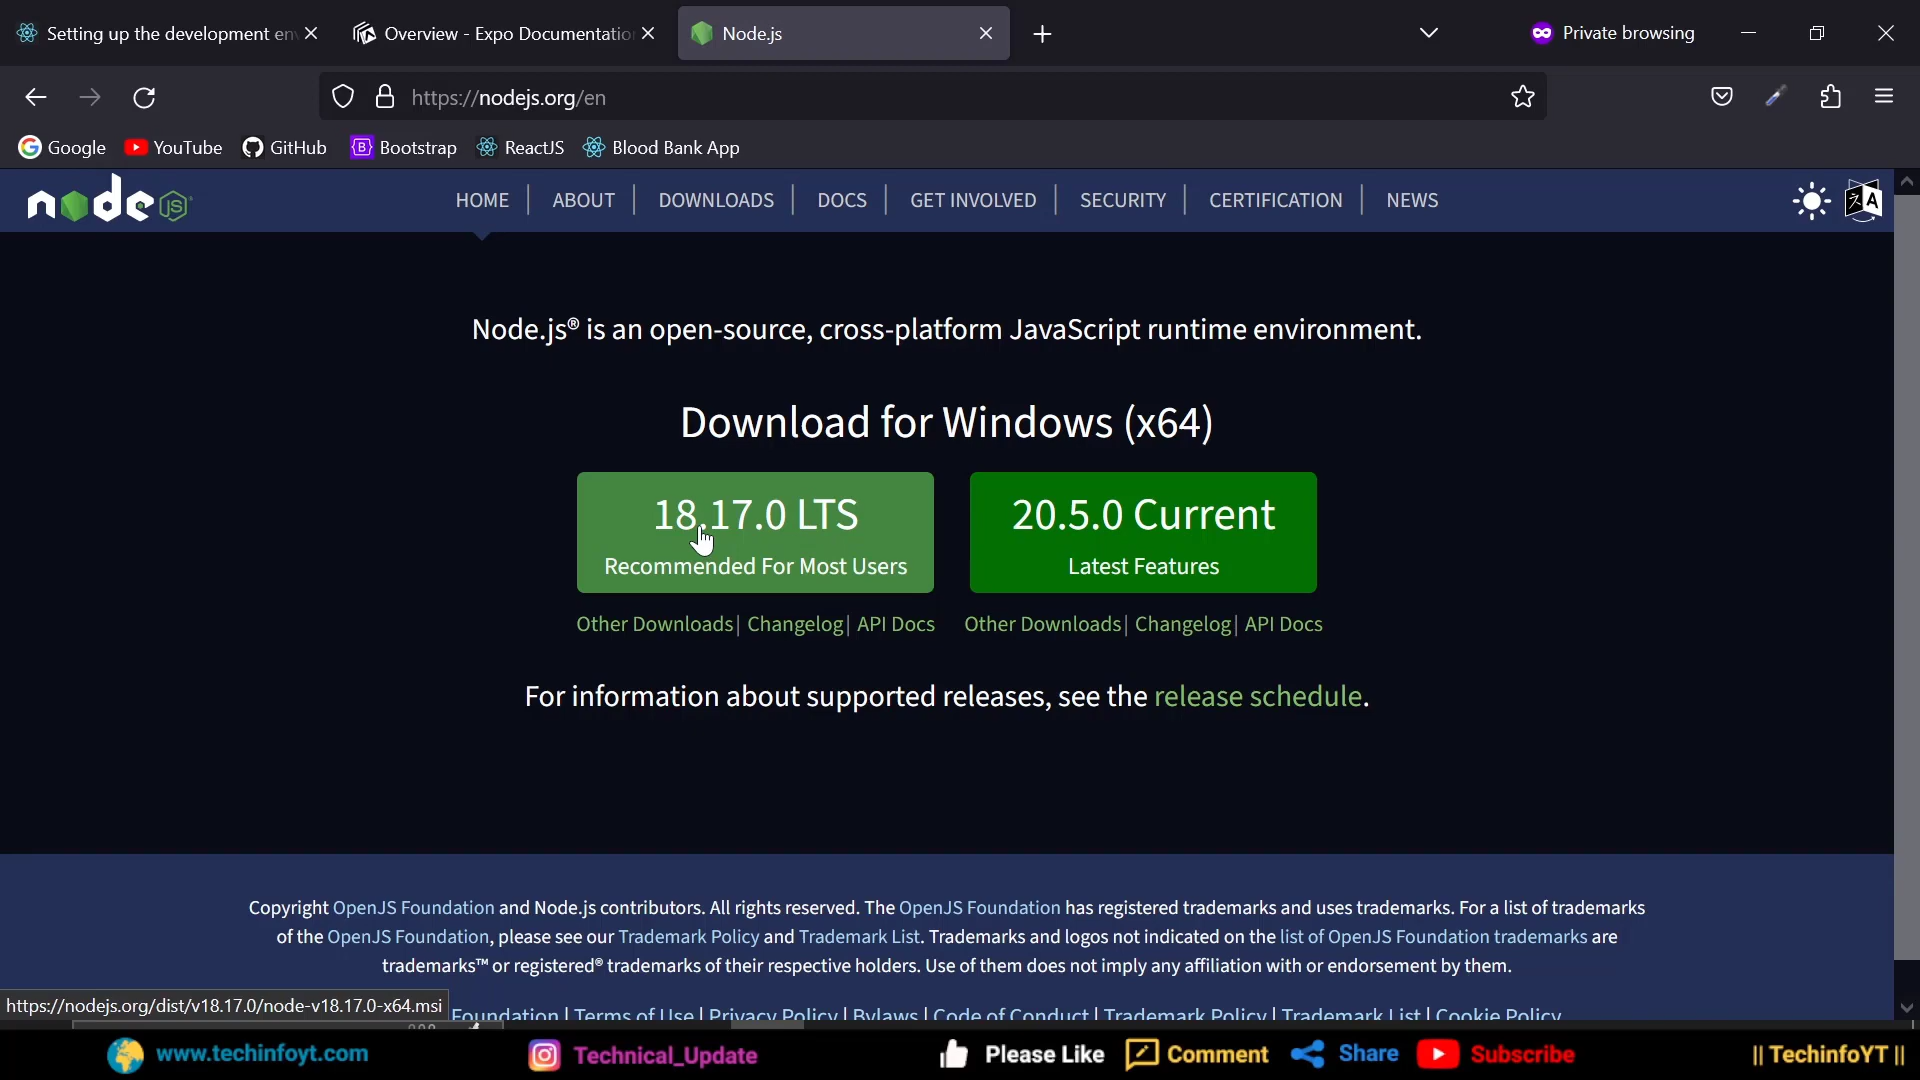 Setting up the development en
Overview - Expo Documentatio
Node.js
Private browsing
https://nodejs.org/en
Google
YouTube
GitHub
Bootstrap
ReactJS
Blood Bank App
node JS
HOME | ABOUT | DOWNLOADS | DOCS | GET INVOLVED | SECURITY | CERTIFICATION | NEWS
Node.js® is an open-source, cross-platform JavaScript runtime environment.
Download for Windows (x64)
18.17.0 LTS
Recommended For Most Users
20.5.0 Current
Latest Features
Other Downloads | Changelog | API Docs
Other Downloads | Changelog | API Docs
For information about supported releases, see the release schedule.
Copyright OpenJS Foundation and Node.js contributors. All rights reserved. The OpenJS Foundation has registered trademarks and uses trademarks. For a list of trademarks
of the OpenJS Foundation, please see our Trademark Policy and Trademark List. Trademarks and logos not indicated on the list of OpenJS Foundation trademarks are
trademarks™ or registered® trademarks of their respective holders. Use of them does not imply any affiliation with or endorsement by them.
https://nodejs.org/dist/v18.17.0/node-v18.17.0-x64.msi
Foundation | Terms of Use | Privacy Policy | Bylaws | Code of Conduct | Trademark Policy | Trademark List | Cookie Policy
www.techinfoyt.com
Technical_Update
Please Like
Comment
Share
Subscribe
|| TechinfoYT ||